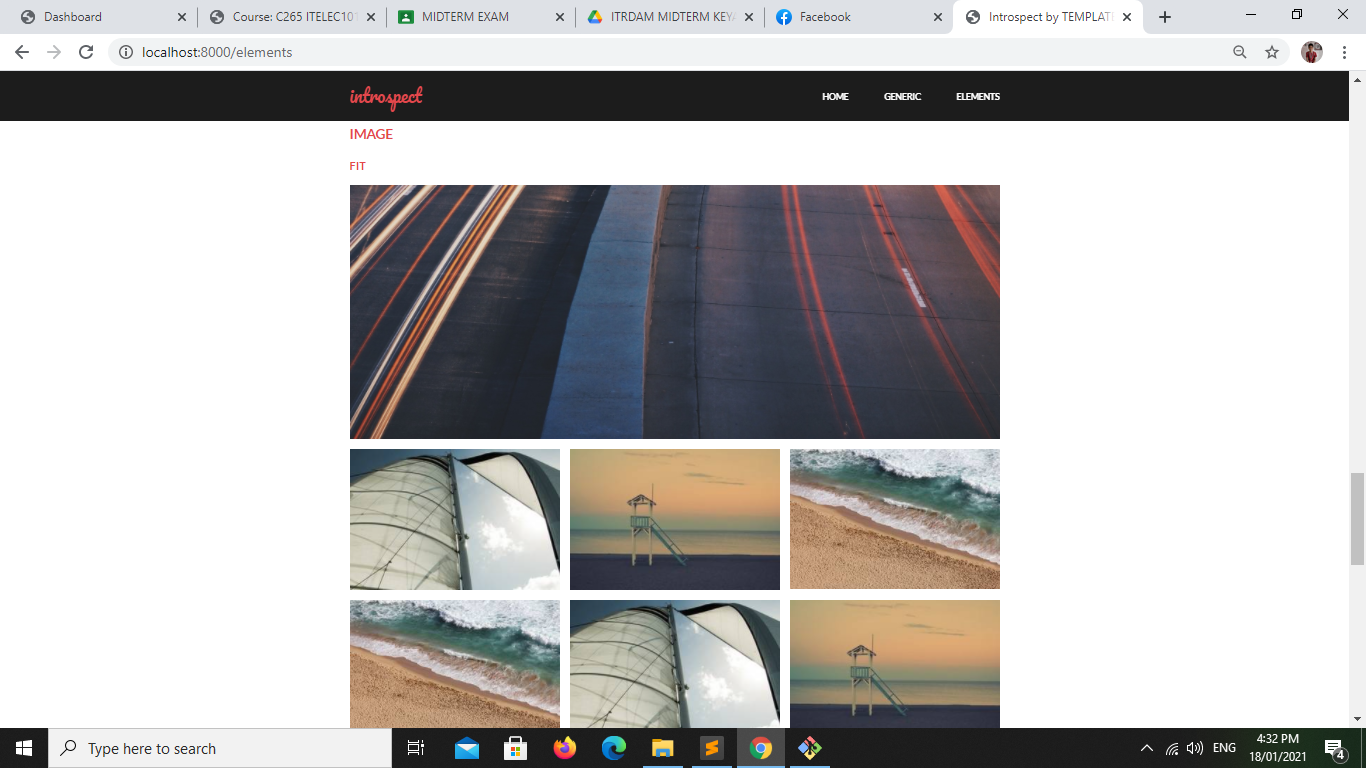 Dashboard
Course: C265 ITELEC101
MIDTERM EXAM
ITRDAM MIDTERM KEY
Facebook
Introspect by TEMPLAT
localhost:8000/elements
introspect
HOME
GENERIC
ELEMENTS
IMAGE
FIT
Type here to search
ENG
4:32 PM
18/01/2021
4